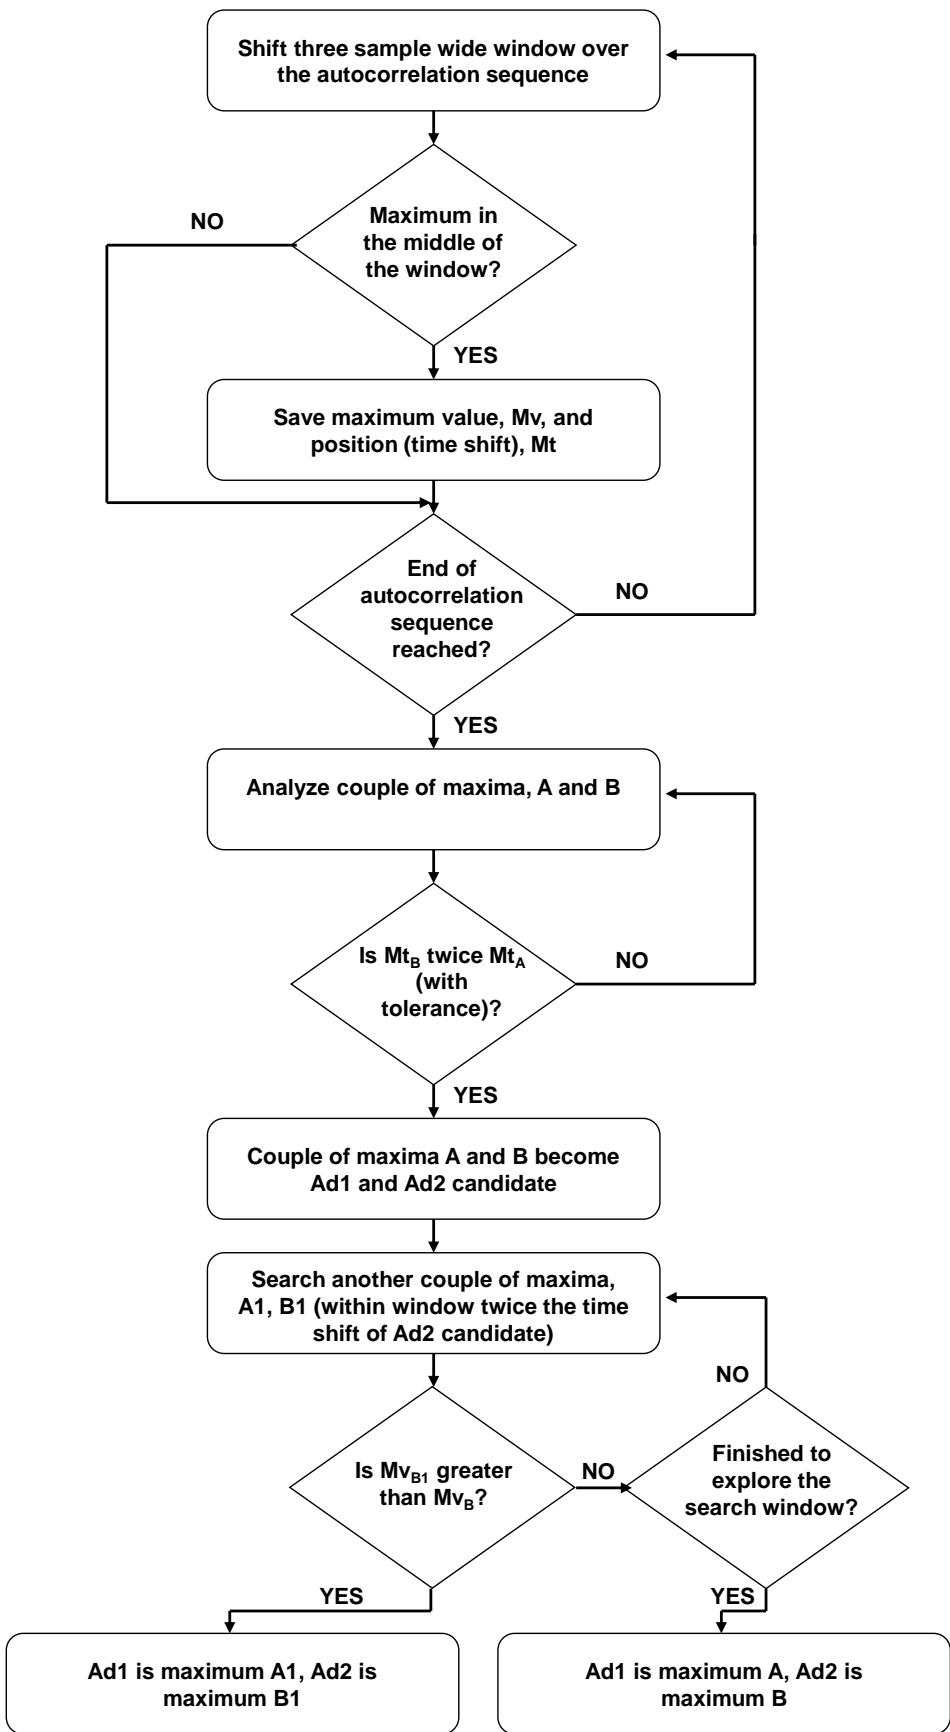 Shift three sample wide window over
the autocorrelation sequence
NO
Maximum in
the middle of
the window?
YES
Save maximum value, Mv, and
position (time shift), Mt
End of
autocorrelation
sequence
reached?
NO
YES
Analyze couple of maxima, A and B
Is MtB twice MtA
(with
tolerance)?
NO
YES
Couple of maxima A and B become
Ad1 and Ad2 candidate
Search another couple of maxima,
A1, B1 (within window twice the time
shift of Ad2 candidate)
NO
Is MvB1 greater
than MvB?
NO
Finished to
explore the
search window?
YES
YES
Ad1 is maximum A1, Ad2 is
maximum B1
Ad1 is maximum A, Ad2 is
maximum B